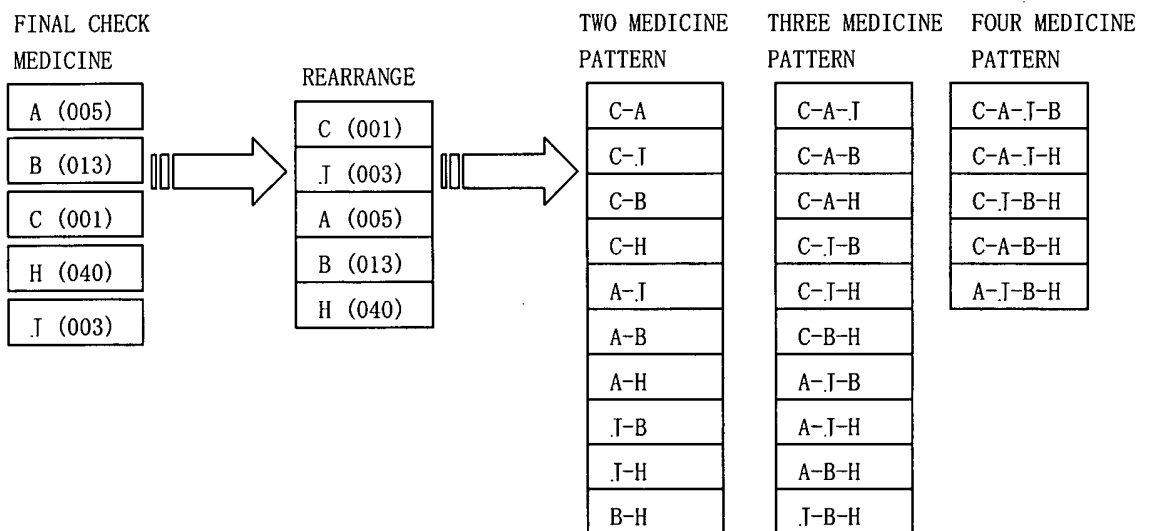 FINAL CHECK
MEDICINE
A (005)
B (013)
C (001)
H (040)
J (003)
REARRANGE
C (001)
J (003)
A (005)
B (013)
H (040)
TWO MEDICINE
PATTERN
C-A
C-J
C-B
C-H
A-J
A-B
A-H
J-B
J-H
B-H
THREE MEDICINE
PATTERN
C-A-J
C-A-B
C-A-H
C-J-B
C-J-H
C-B-H
A-J-B
A-J-H
A-B-H
J-B-H
FOUR MEDICINE
PATTERN
C-A-J-B
C-A-J-H
C-J-B-H
C-A-B-H
A-J-B-H